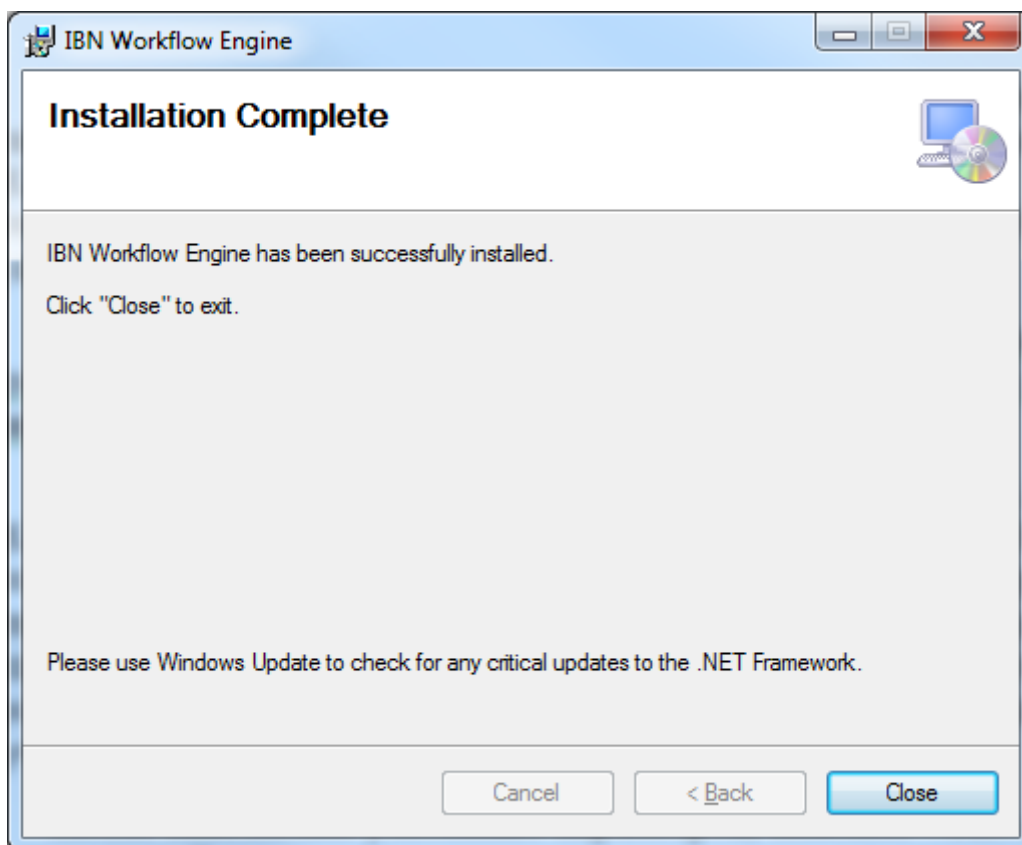 IBN Workflow Engine
Installation Complete
IBN Workflow Engine has been successfully installed.
Click "Close" to exit.
Please use Windows Update to check for any critical updates to the .NET Framework.
Cancel
< Back
Close